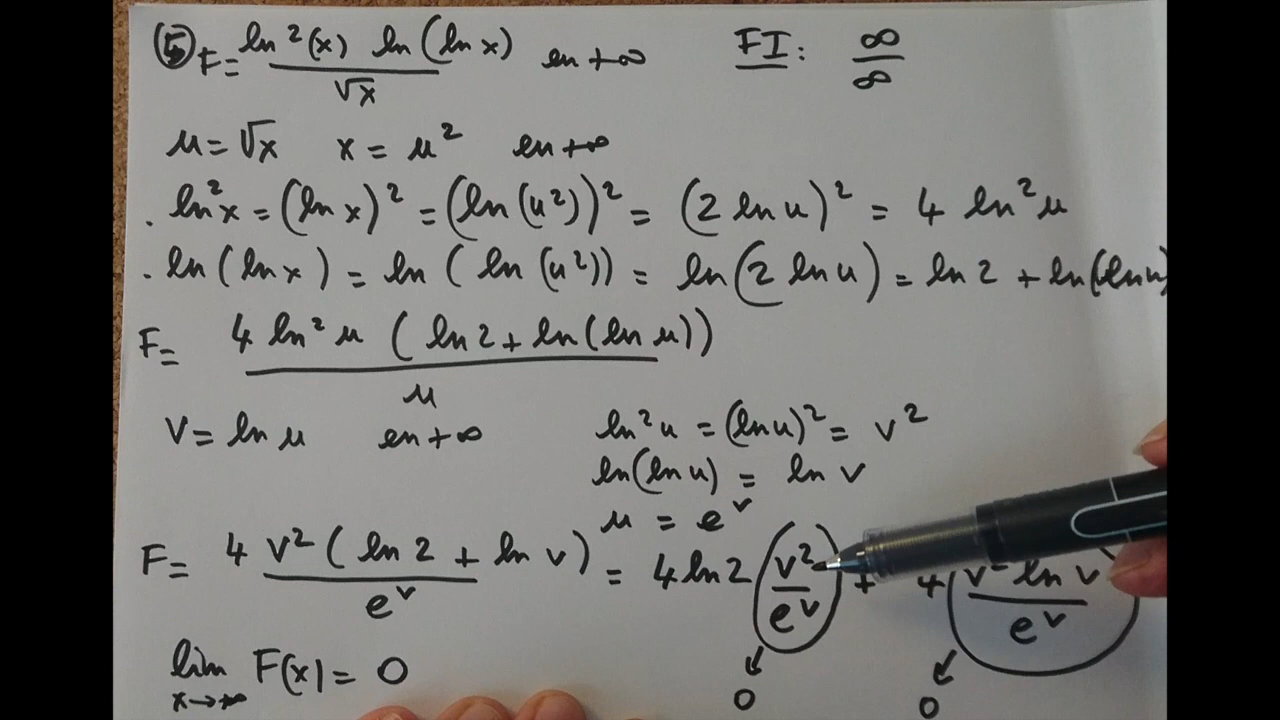 ⑤ F = ln²(x) ln(ln x) / √x en +∞ FI: ∞/∞
u = √x x = u² en +∞
. ln²x = (ln x)² = (ln(u²))² = (2 ln u)² = 4 ln²u
. ln(ln x) = ln(ln(u²)) = ln(2 ln u) = ln 2 + ln(ln u)
F = 4 ln²u (ln 2 + ln(ln u)) / u
V = ln u en +∞ ln²u = (ln u)² = v²
ln(ln u) = ln v
u = e^v
F = 4 v² (ln 2 + ln v) / e^v = 4 ln 2 (v² / e^v) + 4 (v² ln v / e^v)
↙ 0 ↙ 0
lim x→+∞ F(x) = 0